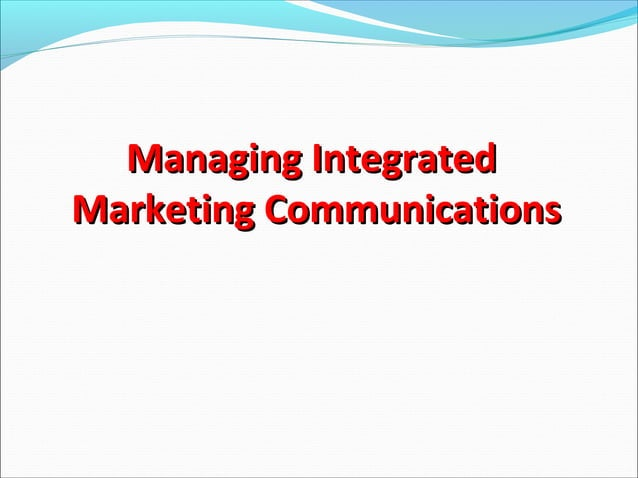 Managing Integrated
Marketing Communications